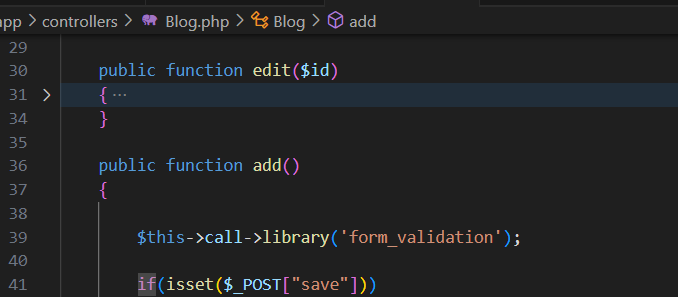 app > controllers > Blog.php > Blog > add
29
30 public function edit($id)
31 > { ···
34 }
35
36 public function add()
37 {
38
39 $this->call->library('form_validation');
40
41 if(isset($_POST["save"]))